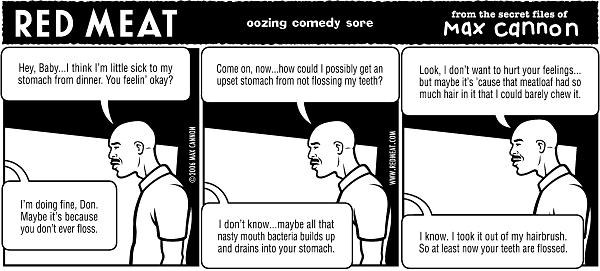 RED MEAT
oozing comedy sore
from the secret files of
Max cannon
Hey, Baby...I think I'm little sick to my
stomach from dinner. You feelin' okay?
I'm doing fine, Don.
Maybe it's because
you don't ever floss.
©2006 MAX CANNON
Come on, now...how could I possibly get an
upset stomach from not flossing my teeth?
I don't know...maybe all that
nasty mouth bacteria builds up
and drains into your stomach.
WWW.REDMEAT.COM
Look, I don't want to hurt your feelings...
but maybe it's 'cause that meatloaf had so
much hair in it that I could barely chew it.
I know. I took it out of my hairbrush.
So at least now your teeth are flossed.